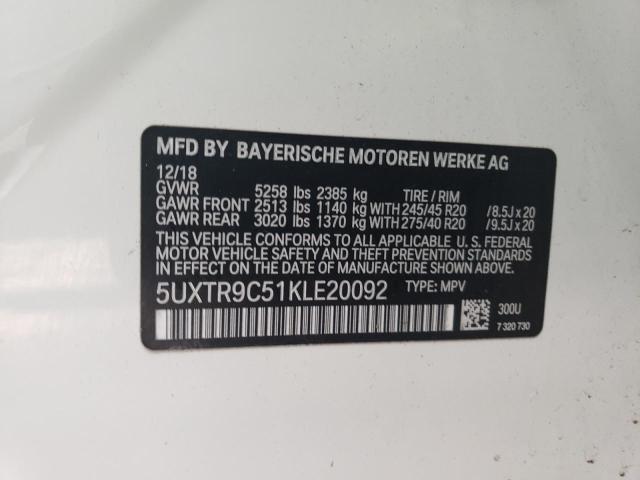 MFD BY BAYERISCHE MOTOREN WERKE AG
12/18
GVWR 5258 lbs 2385 kg TIRE / RIM
GAWR FRONT 2513 lbs 1140 kg WITH 245/45 R20 /8.5J x 20
GAWR REAR 3020 lbs 1370 kg WITH 275/40 R20 /9.5J x 20
THIS VEHICLE CONFORMS TO ALL APPLICABLE U. S. FEDERAL
MOTOR VEHICLE SAFETY, BUMPER, AND THEFT PREVENTION
STANDARDS IN EFFECT ON THE DATE OF MANUFACTURE SHOWN ABOVE.
5UXTR9C51KLE20092 TYPE: MPV
300U
7 320 730